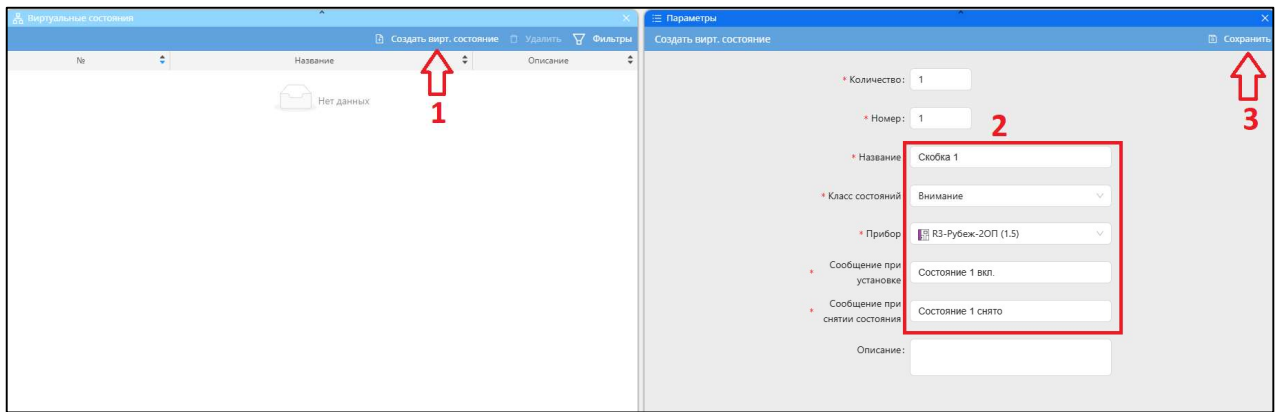 Виртуальные состояния
Создать вирт. состояние Удалить Фильтры
№ Название Описание
Нет данных
1
Параметры
Создать вирт. состояние Сохранить
* Количество: 1
* Номер: 1
2
3
* Название Скобка 1
* Класс состояний Внимание
* Прибор R3-Рубеж-2ОП (1.5)
Сообщение при
* установке Состояние 1 вкл.
Сообщение при
* снятии состояния Состояние 1 снято
Описание: